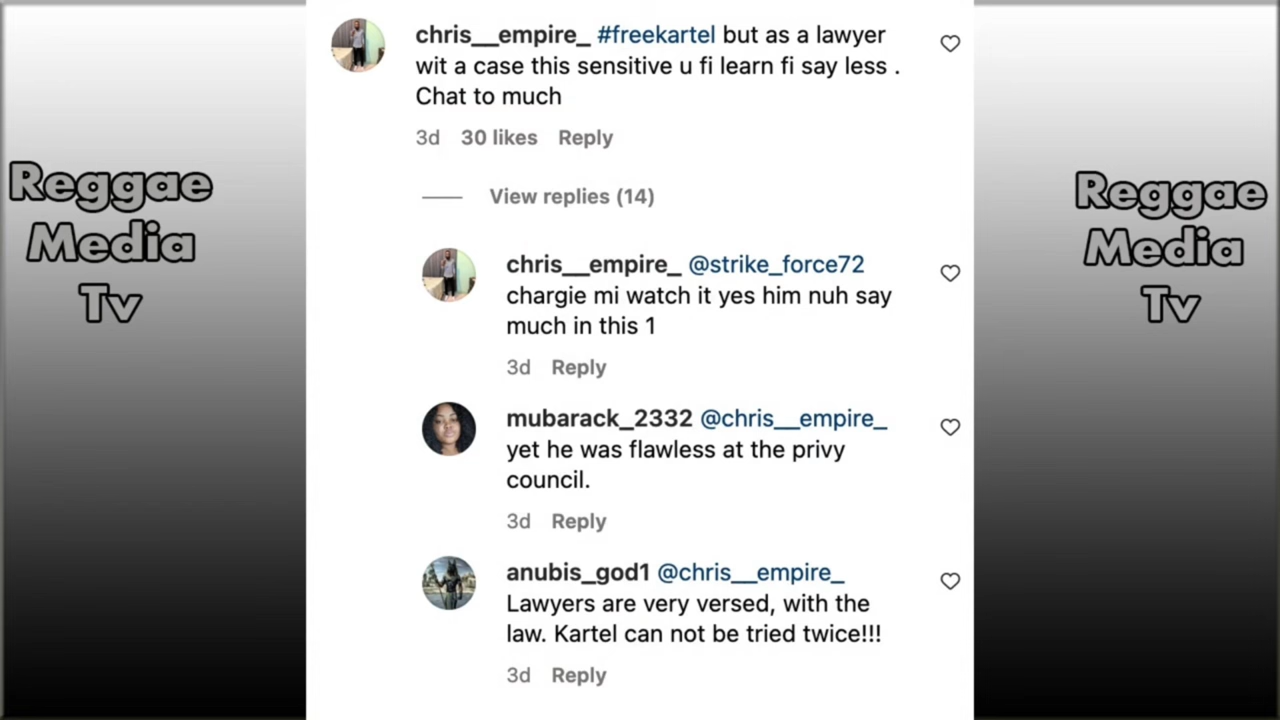 Reggae
Media
Tv
chris__empire_ #freekartel but as a lawyer
wit a case this sensitive u fi learn fi say less .
Chat to much
3d 30 likes Reply
View replies (14)
chris__empire_ @strike_force72
chargie mi watch it yes him nuh say
much in this 1
3d Reply
mubarack_2332 @chris__empire_
yet he was flawless at the privy
council.
3d Reply
anubis_god1 @chris__empire_
Lawyers are very versed, with the
law. Kartel can not be tried twice!!!
3d Reply
Reggae
Media
Tv